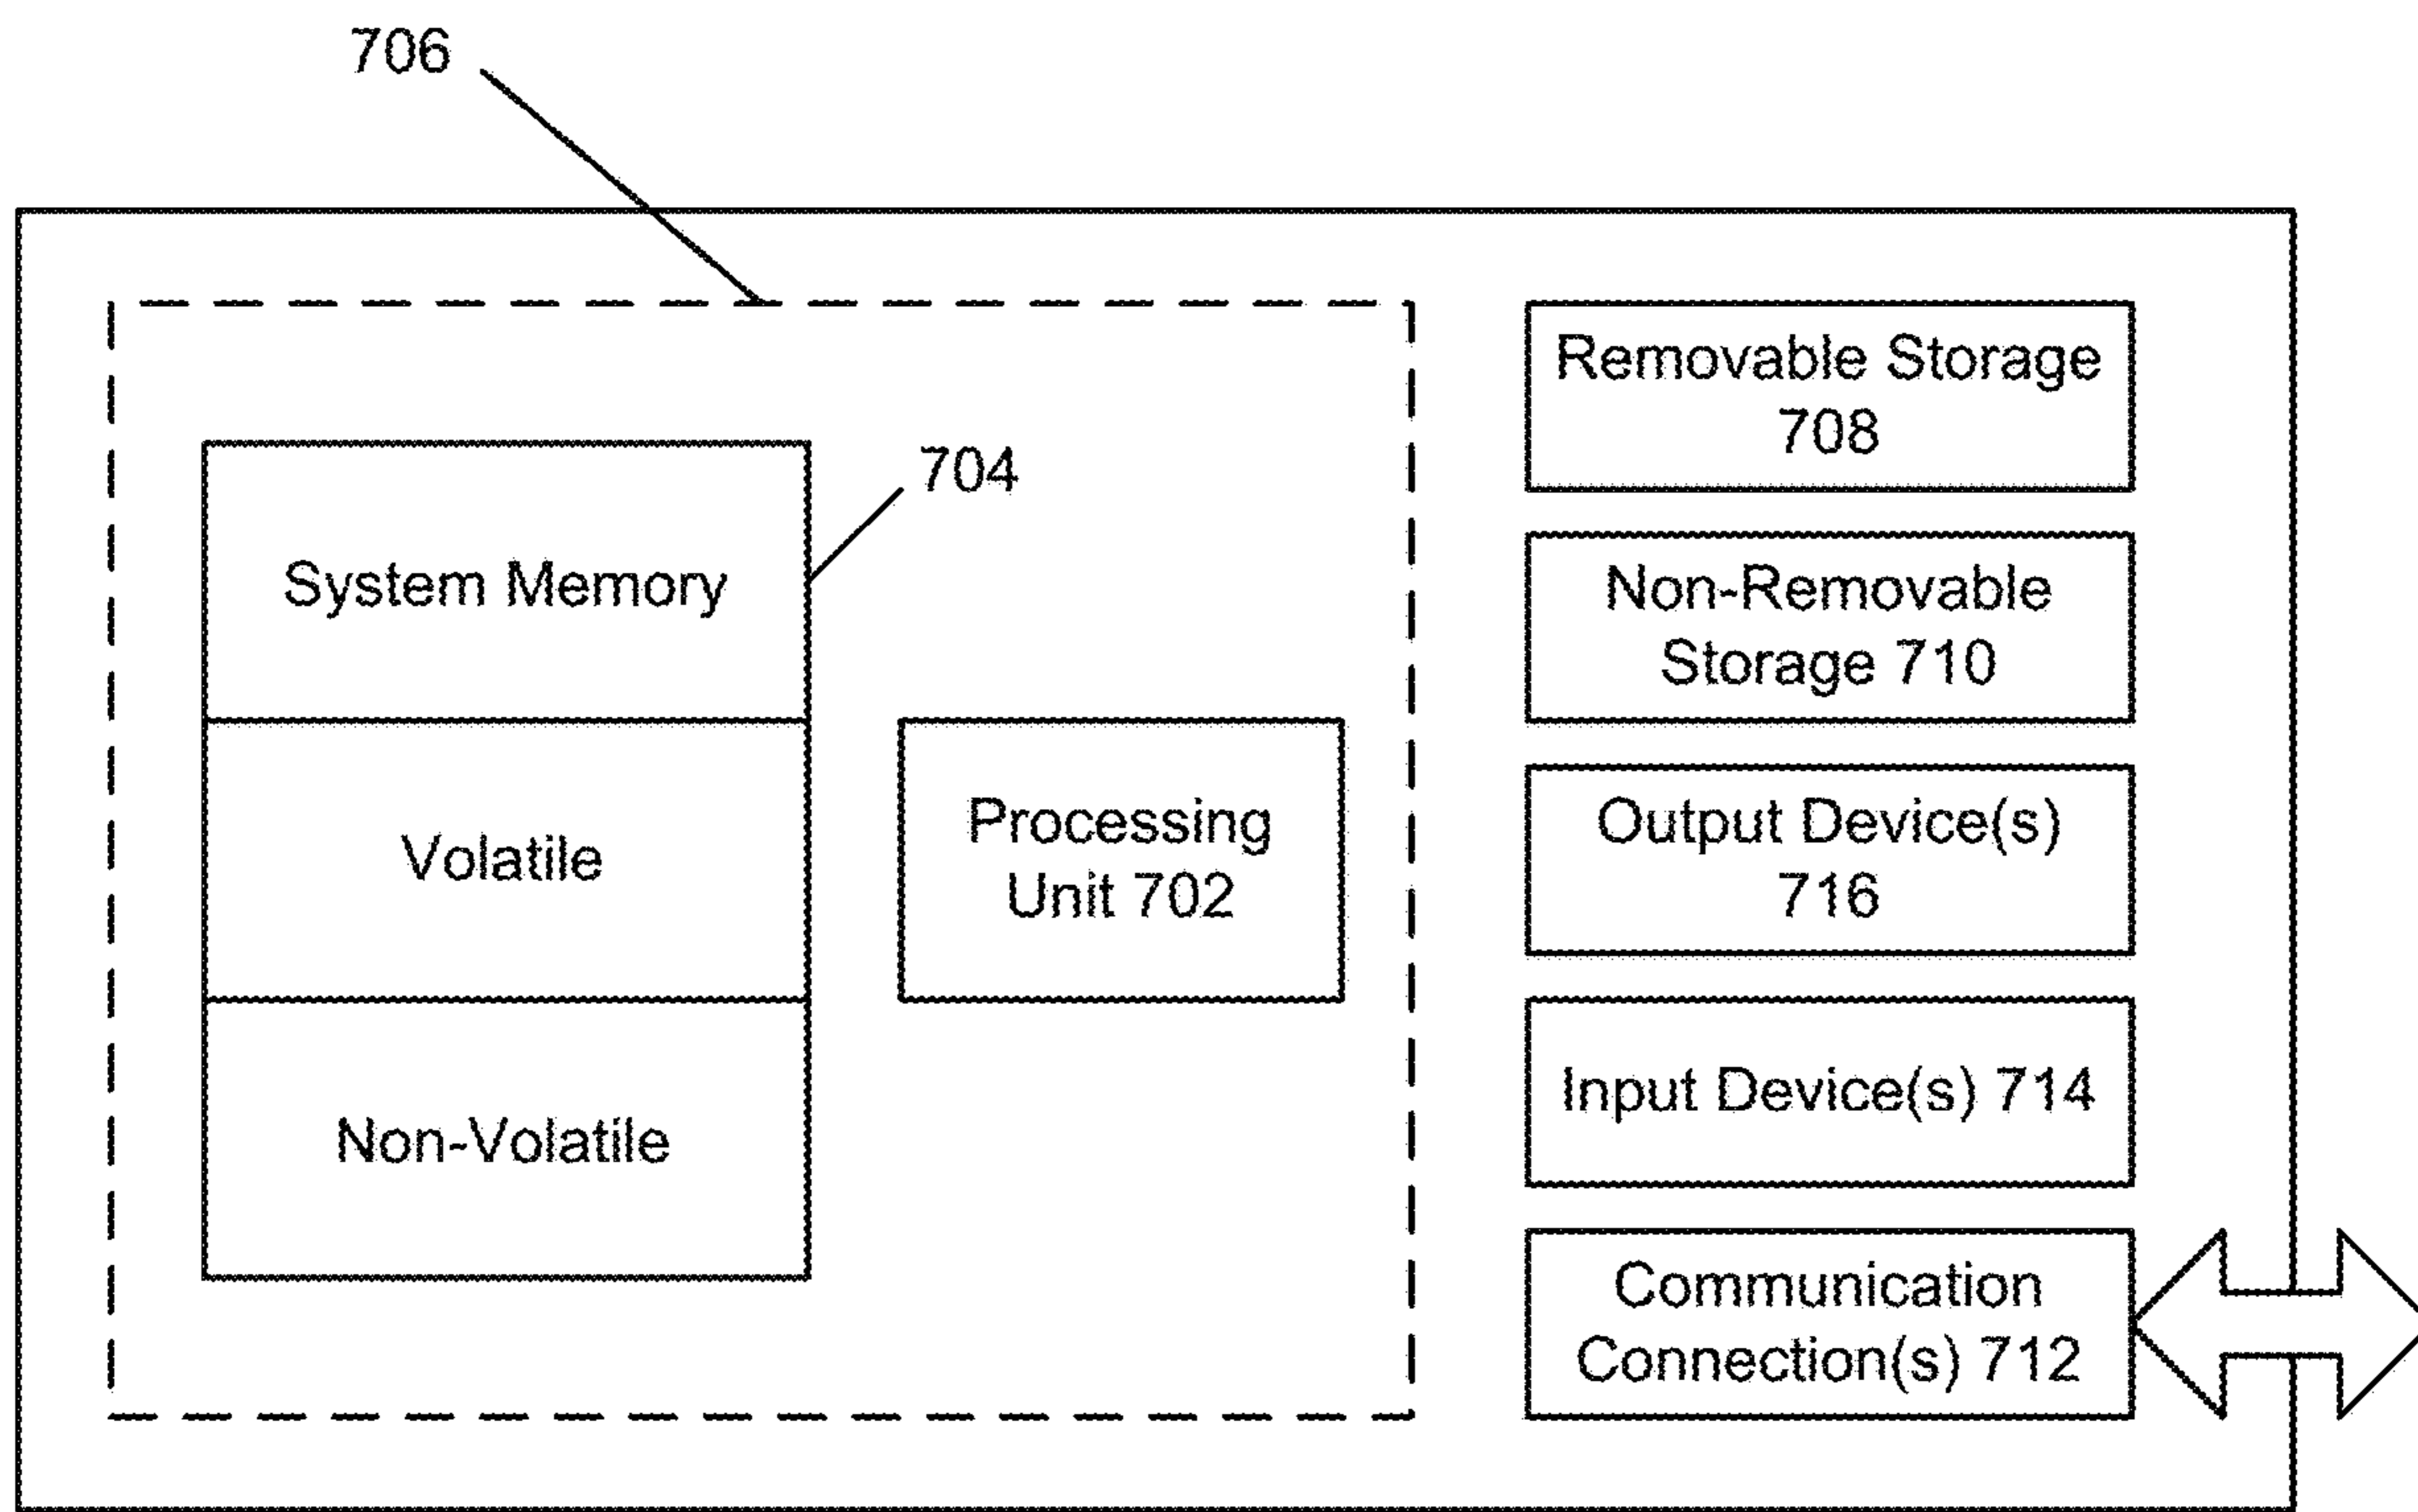 706
704
System Memory
Volatile
Non-Volatile
Processing
Unit 702
Removable Storage
708
Non-Removable
Storage 710
Output Device(s)
716
Input Device(s) 714
Communication
Connection(s) 712